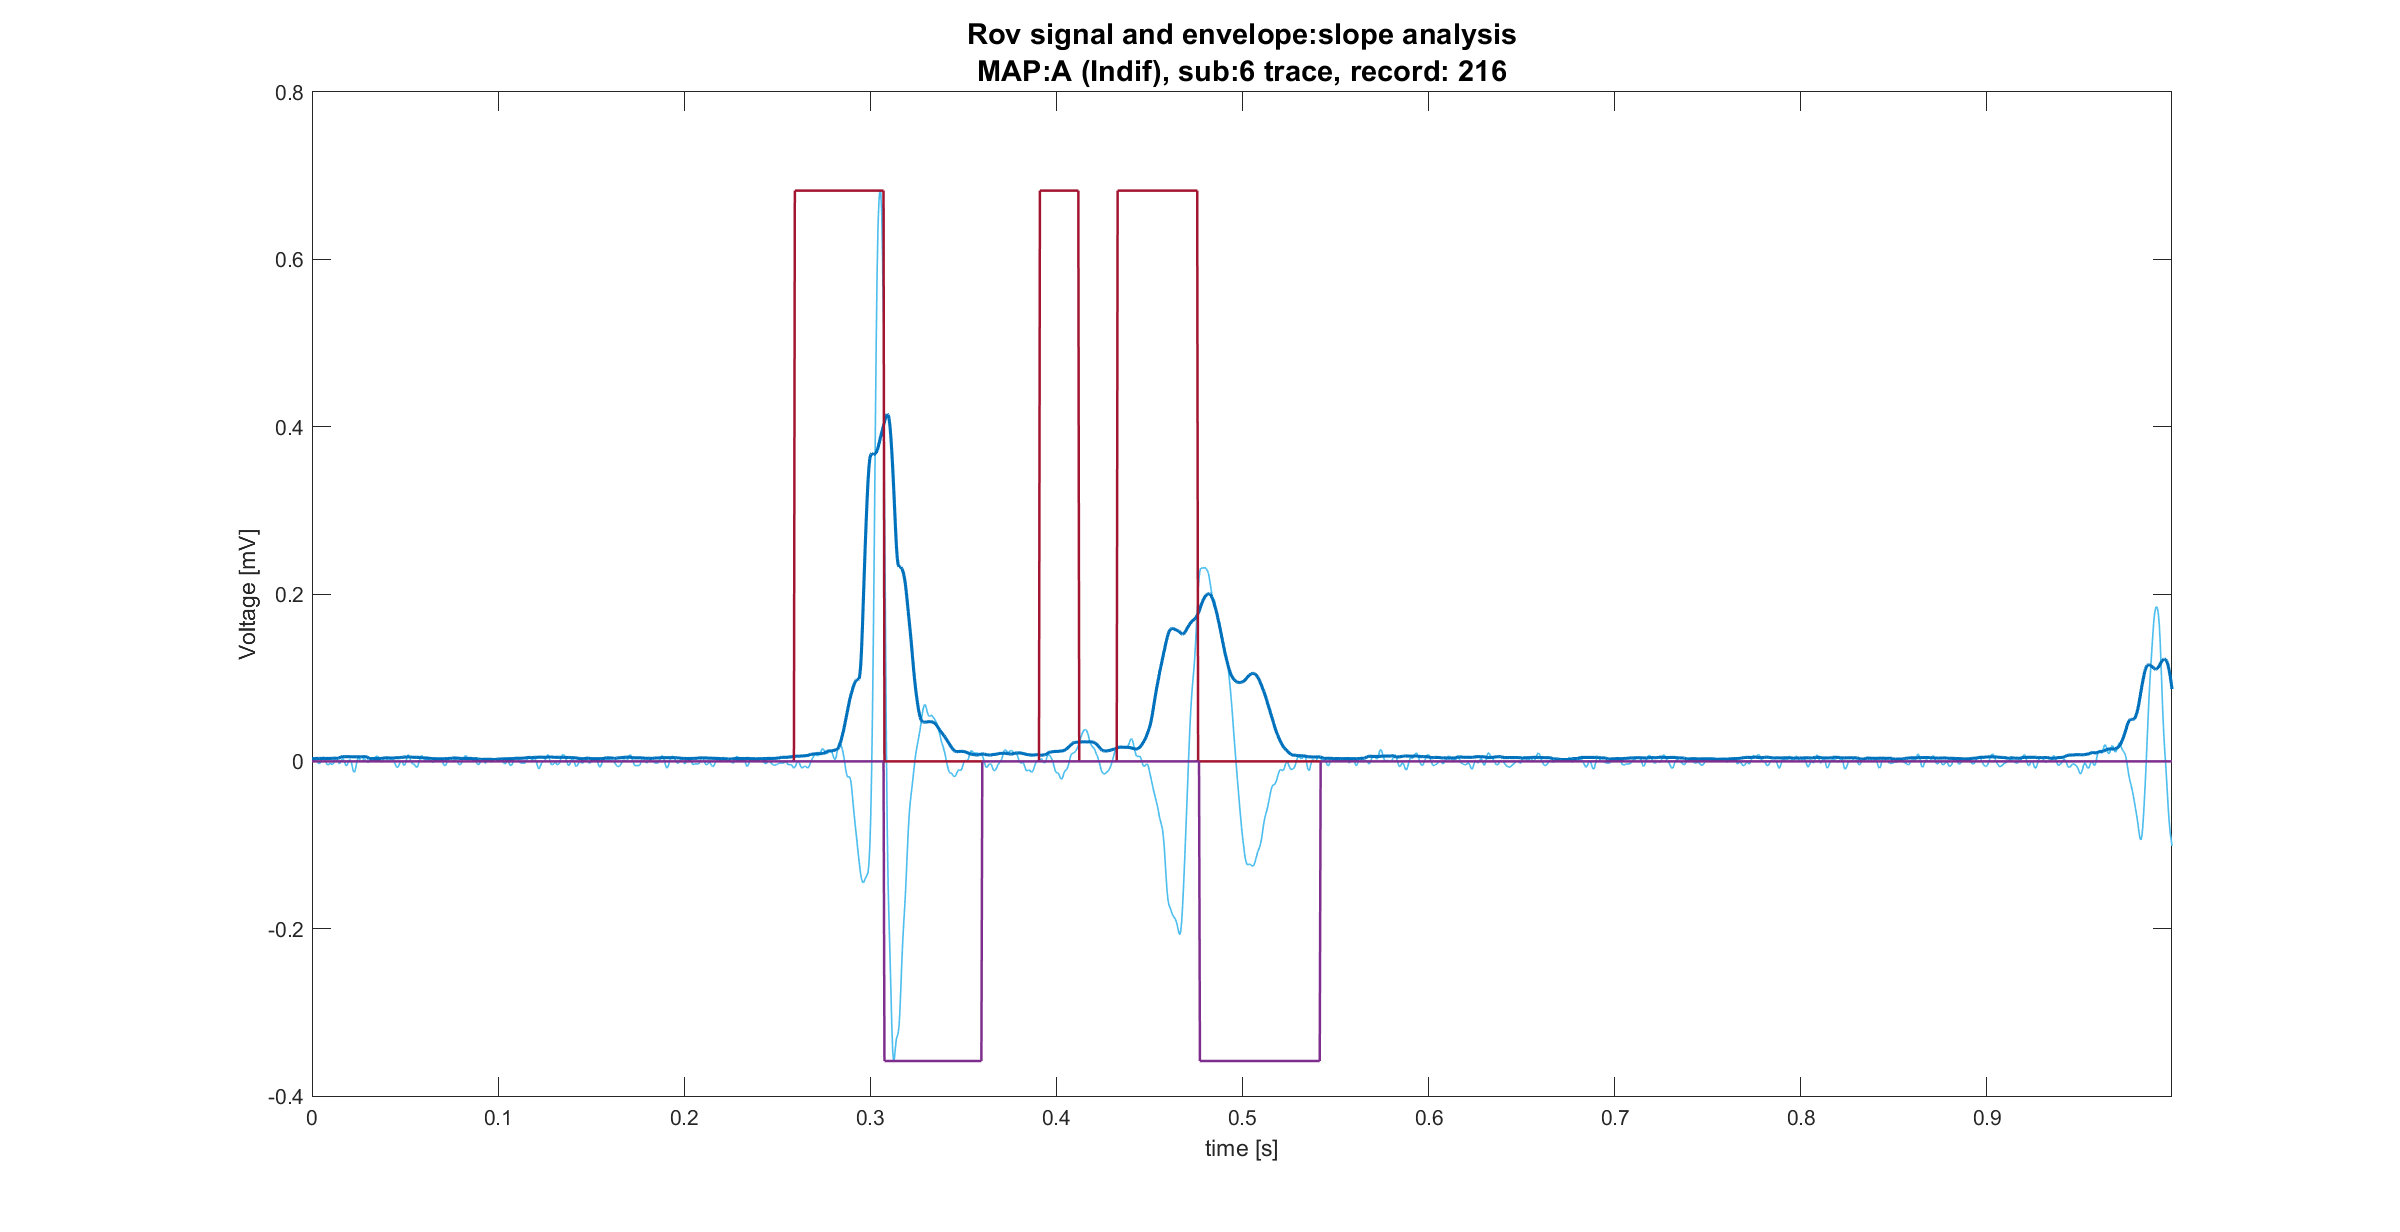 Rov signal and envelope:slope analysis
MAP:A (Indif), sub:6 trace, record: 216
0.8
0.6
0.4
0.2
0
-0.2
-0.4
Voltage [mV]
0 0.1 0.2 0.3 0.4 0.5 0.6 0.7 0.8 0.9
time [s]